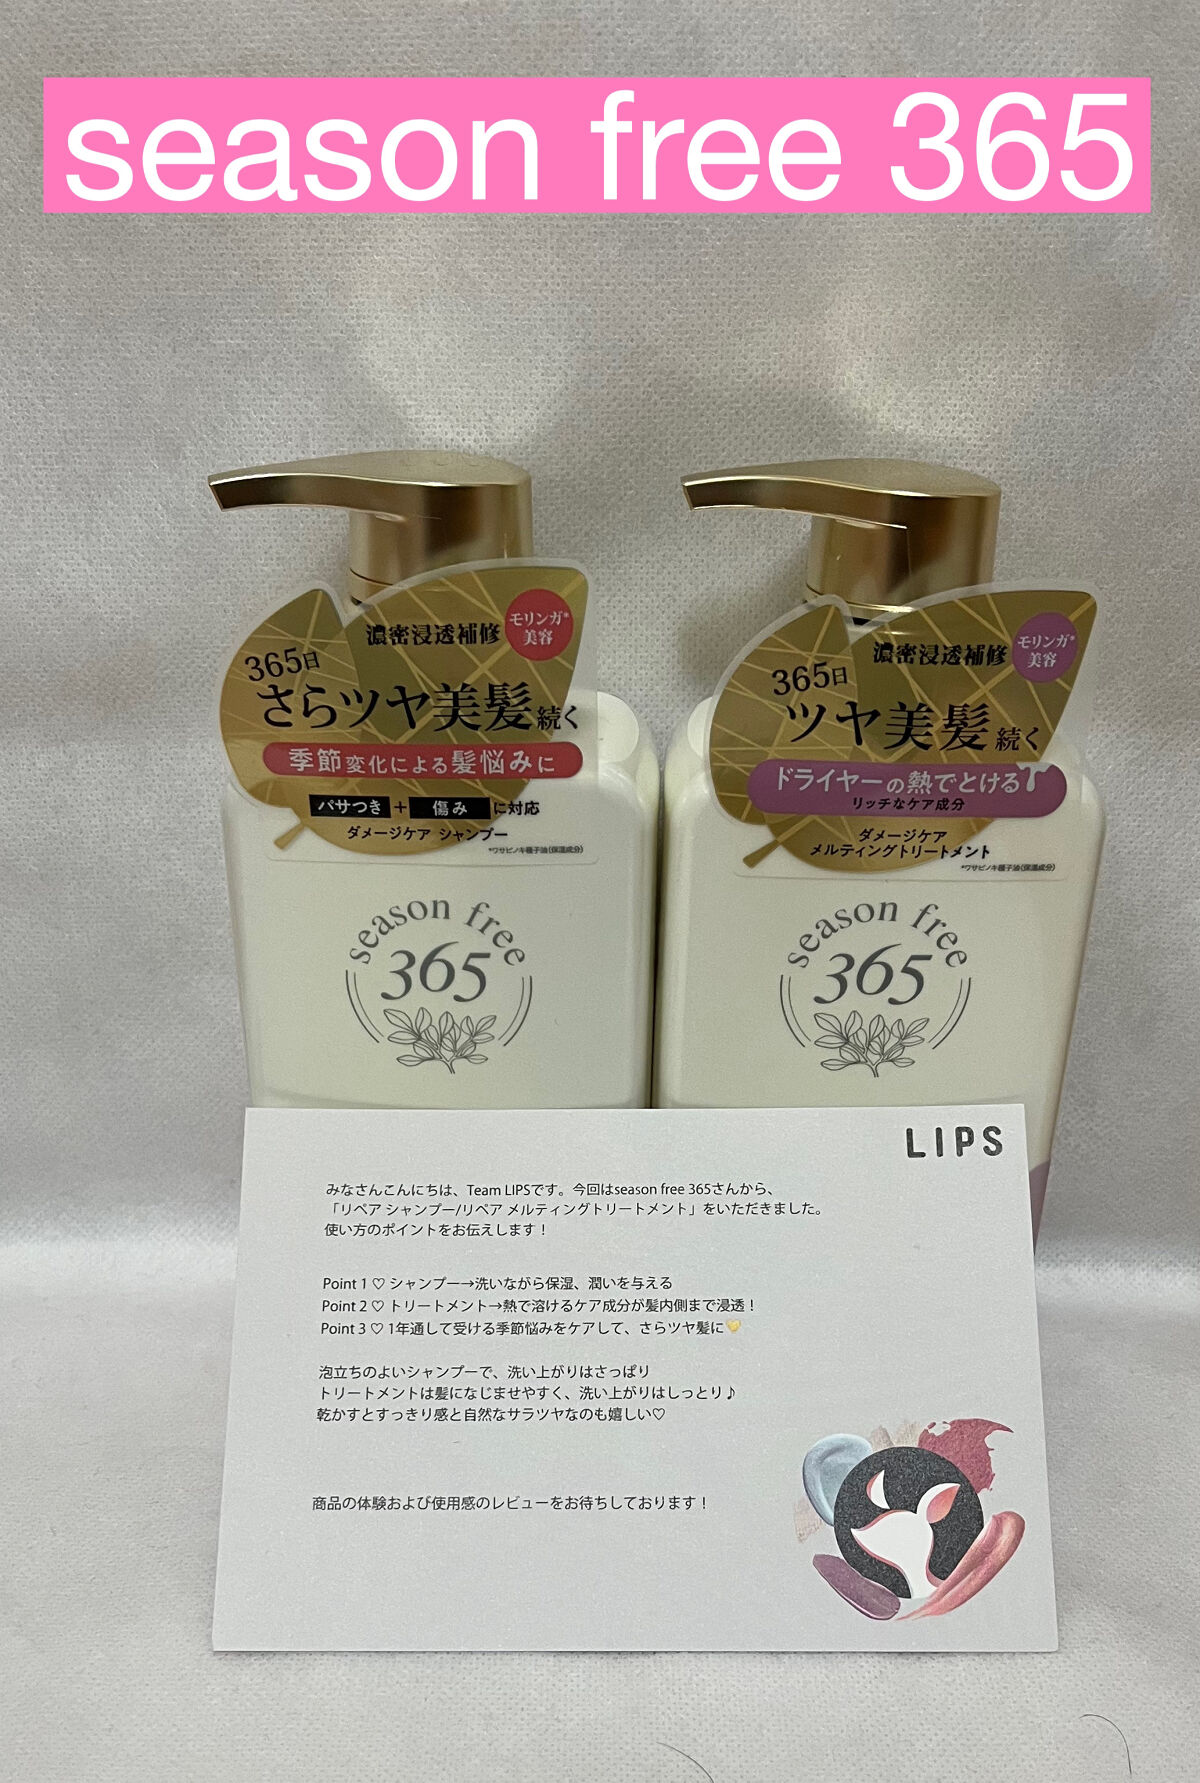 season free 365
365日
濃密浸透補修
モリンガ*
美容
さらツヤ美髪続く
季節変化による髪悩みに
パサつき+傷みに対応
ダメージケア シャンプー
*ワサビノキ種子油(保湿成分)
season free
365
365日
濃密浸透補修
モリンガ*
美容
ツヤ美髪続く
ドライヤーの熱でとける
リッチなケア成分
ダメージケア
メルティングトリートメント
*ワサビノキ種子油(保湿成分)
season free
365
LIPS
みなさんこんにちは、Team LIPSです。今回はseason free 365さんから、
「リペア シャンプー/リペア メルティングトリートメント」をいただきました。
使い方のポイントをお伝えします！
Point 1 ♡ シャンプー→洗いながら保湿、潤いを与える
Point 2 ♡ トリートメント→熱で溶けるケア成分が髪内側まで浸透！
Point 3 ♡ 1年通して受ける季節悩みをケアして、さらツヤ髪に💛
泡立ちのよいシャンプーで、洗い上がりはさっぱり
トリートメントは髪になじませやすく、洗い上がりはしっとり♪
乾かすとすっきり感と自然なサラツヤなのも嬉しい♡
商品の体験および使用感のレビューをお待ちしております！